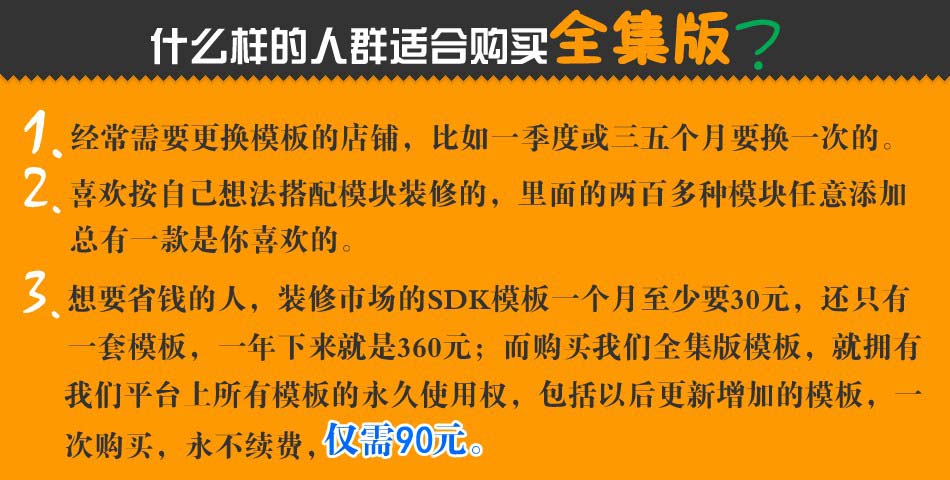 什么样的人群适合购买全集版?
1、经常需要更换模板的店铺，比如一季度或三五个月要换一次的。
2、喜欢按自己想法搭配模块装修的，里面的两百多种模块任意添加
总有一款是你喜欢的。
3、想要省钱的人，装修市场的SDK模板一个月至少要30元，还只有
一套模板，一年下来就是360元；而购买我们全集版模板，就拥有
我们平台上所有模板的永久使用权，包括以后更新增加的模板，一
次购买，永不续费,仅需90元。